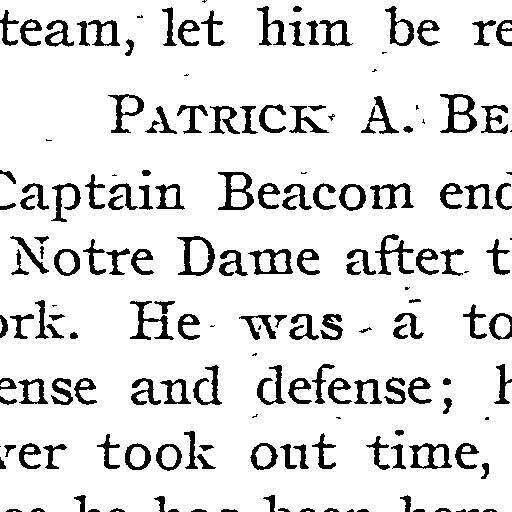 team, let him be re
PATRICK A. BE
Captain Beacom end
Notre Dame after t
ork. He was a to
ense and defense; h
ver took out time,